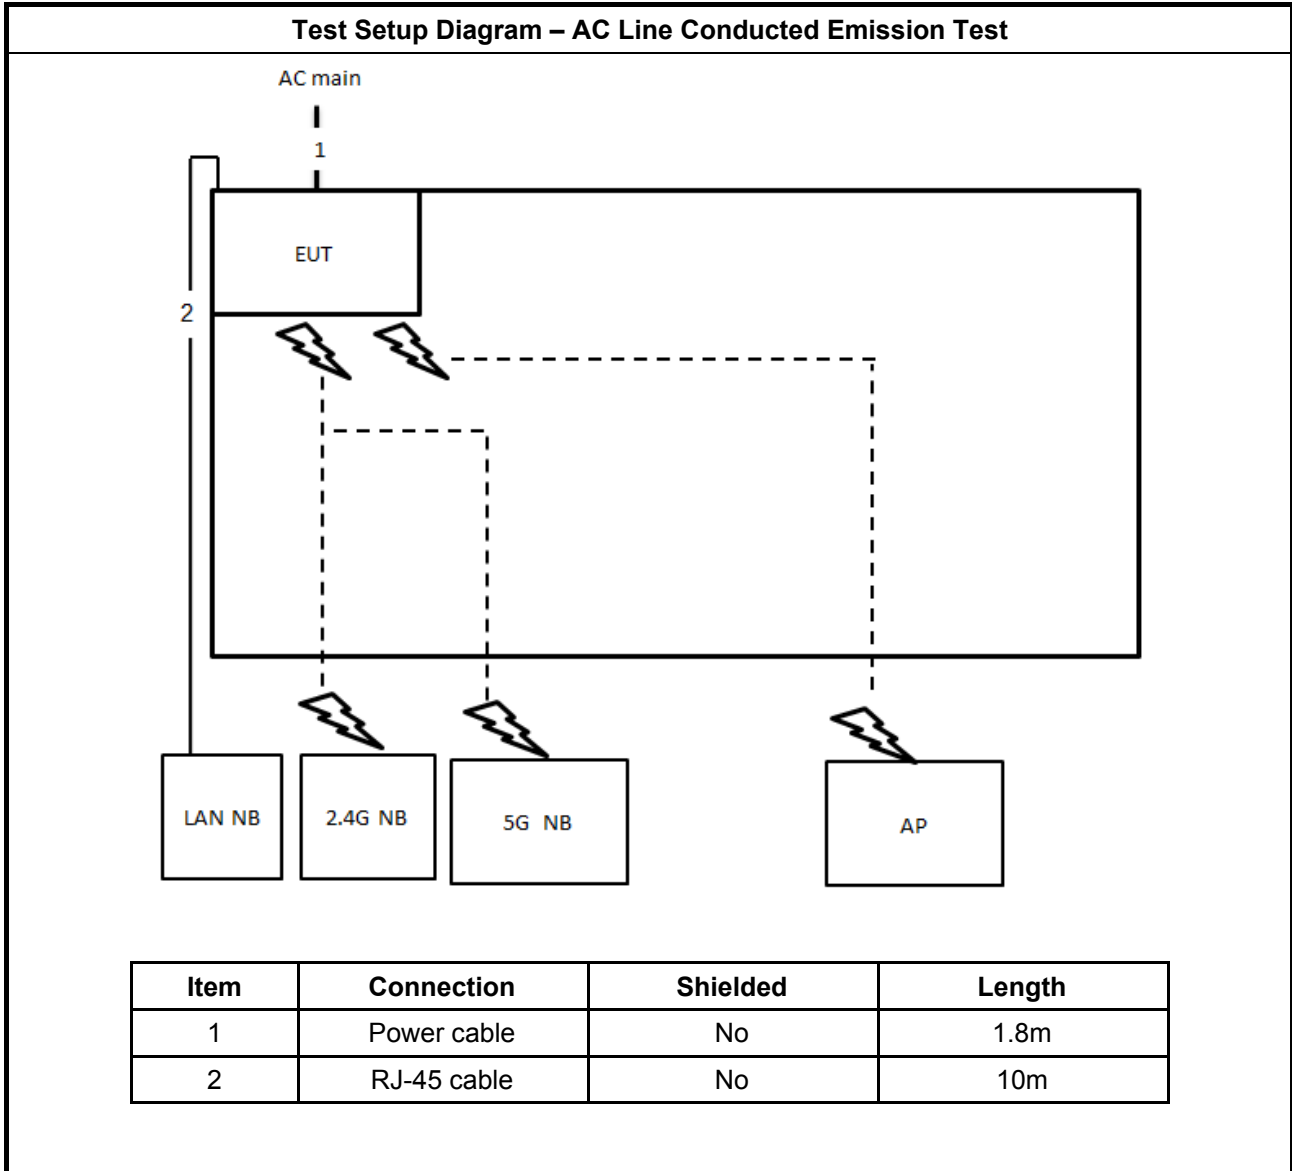 Test Setup Diagram – AC Line Conducted Emission Test
AC main
1
EUT
2
LAN NB
2.4G NB
5G NB
AP
Item Connection Shielded Length
1 Power cable No 1.8m
2 RJ-45 cable No 10m